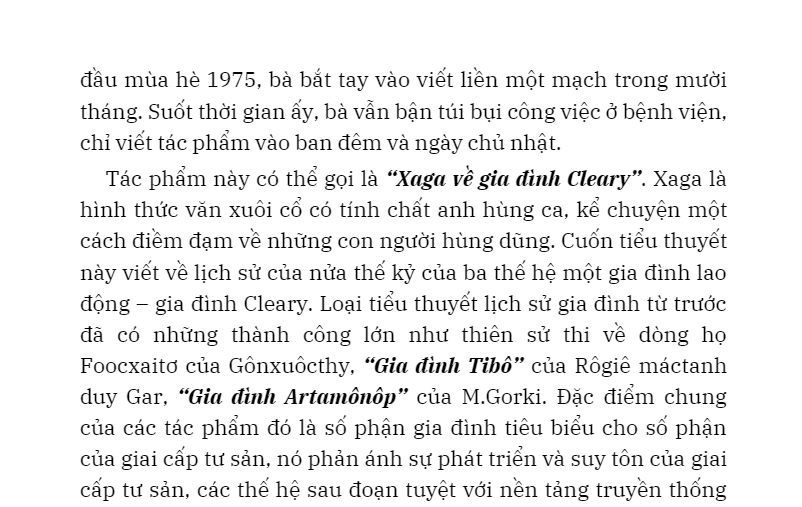 đầu mùa hè 1975, bà bắt tay vào viết liền một mạch trong mười
tháng. Suốt thời gian ấy, bà vẫn bận túi bụi công việc ở bệnh viện,
chỉ viết tác phẩm vào ban đêm và ngày chủ nhật.
Tác phẩm này có thể gọi là “Xaga về gia đình Cleary”. Xaga là
hình thức văn xuôi cổ có tính chất anh hùng ca, kể chuyện một
cách điềm đạm về những con người hùng dũng. Cuốn tiểu thuyết
này viết về lịch sử của nửa thế kỷ của ba thế hệ một gia đình lao
động – gia đình Cleary. Loại tiểu thuyết lịch sử gia đình từ trước
đã có những thành công lớn như thiên sử thi về dòng họ
Foocxaitơ của Gônxuôcthy, “Gia đình Tibô” của Rôgiê máctanh
duy Gar, “Gia đình Artamônôp” của M.Gorki. Đặc điểm chung
của các tác phẩm đó là số phận gia đình tiêu biểu cho số phận
của giai cấp tư sản, nó phản ánh sự phát triển và suy tôn của giai
cấp tư sản, các thế hệ sau đoạn tuyệt với nền tảng truyền thống